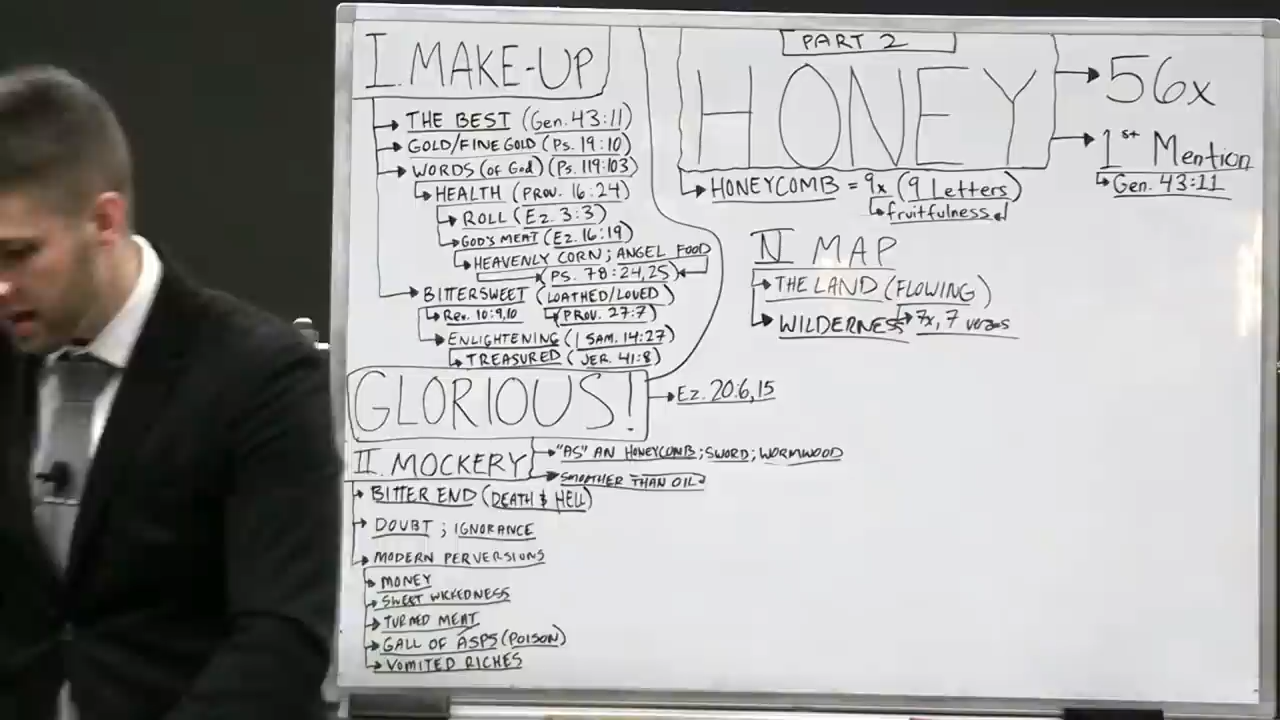 PART 2
HONEY
56x
1st Mention
Gen. 43:11
HONEYCOMB = 9x (9 Letters)
fruitfulness
I. MAKE-UP
THE BEST (Gen. 43:11)
GOLD/FINE GOLD (Ps. 19:10)
WORDS (of God) (Ps. 119:103)
HEALTH (PROV. 16:24)
ROLL (Ez. 3:3)
GOD'S MEAT (Ez. 16:19)
HEAVENLY CORN; ANGEL FOOD
(PS. 78:24,25)
BITTERSWEET (LOATHED/LOVED)
Rev. 10:9,10 (PROV. 27:7)
ENLIGHTENING (1 SAM. 14:27)
TREASURED (JER. 41:8)
GLORIOUS!
Ez. 20:6,15
II. MOCKERY
"AS" AN HONEYCOMB; SWORD; WORMWOOD
SMOOTHER THAN OIL
BITTER END (DEATH & HELL)
DOUBT ; IGNORANCE
MODERN PERVERSIONS
MONEY
SWEET WICKEDNESS
TURNED MEAT
GALL OF ASPS (POISON)
VOMITED RICHES
IV MAP
THE LAND (FLOWING)
WILDERNESS 7x, 7 verses